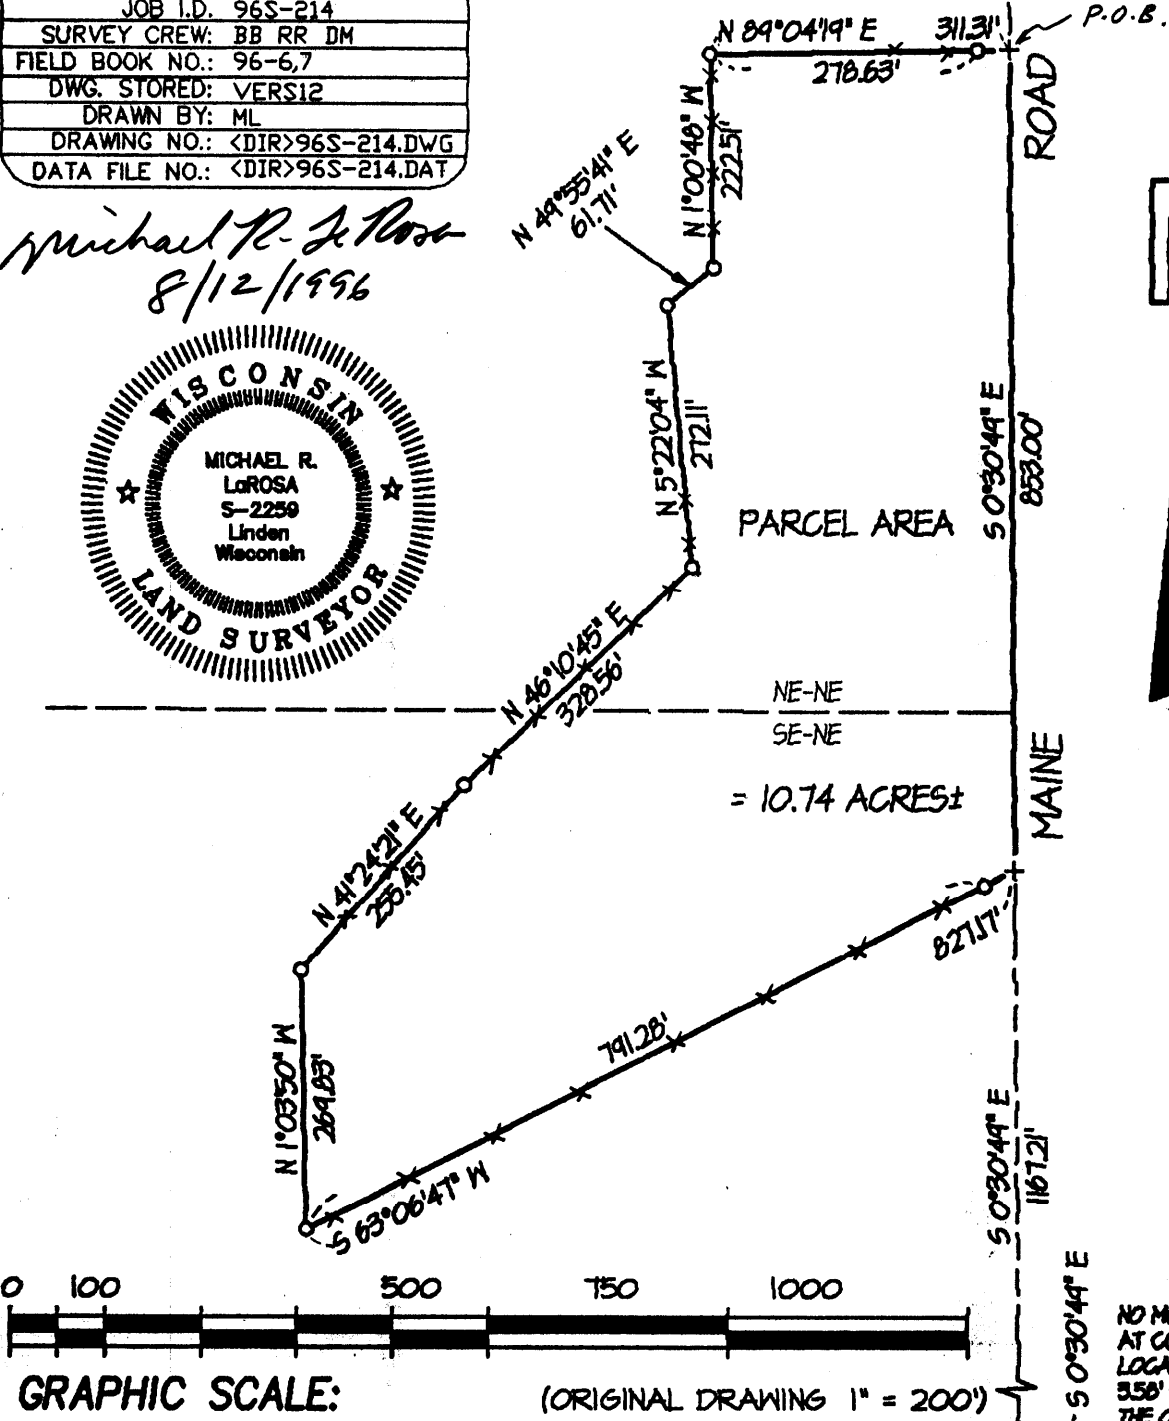 JOB I.D. 96S-214
SURVEY CREW: BB RR DM
FIELD BOOK NO.: 96-6,7
DWG. STORED: VERS12
DRAWN BY: ML
DRAWING NO.: <DIR>96S-214.DWG
DATA FILE NO.: <DIR>96S-214.DAT
Michael R. LaRosa
8/12/1996
WISCONSIN
MICHAEL R.
LaROSA
S-2259
Linden
Wisconsin
LAND SURVEYOR
P.O.B.
N 89°04'19" E 311.31'
278.63'
ROAD
N 1°00'48" W
222.51'
N 49°55'41" E
61.71'
N 5°22'04" W
272.11'
S 0°30'44" E
853.00'
PARCEL AREA
N 46°10'45" E
328.56'
NE-NE
SE-NE
= 10.74 ACRES±
MAINE
N 41°24'21" E
255.45'
827.17'
791.28'
N 1°03'50" W
269.83'
S 63°06'47" W
S 0°30'44" E
1167.21'
S 0°30'44" E
0 100 500 750 1000
GRAPHIC SCALE:
(ORIGINAL DRAWING 1" = 200')
NO
AT
LOCA
THE